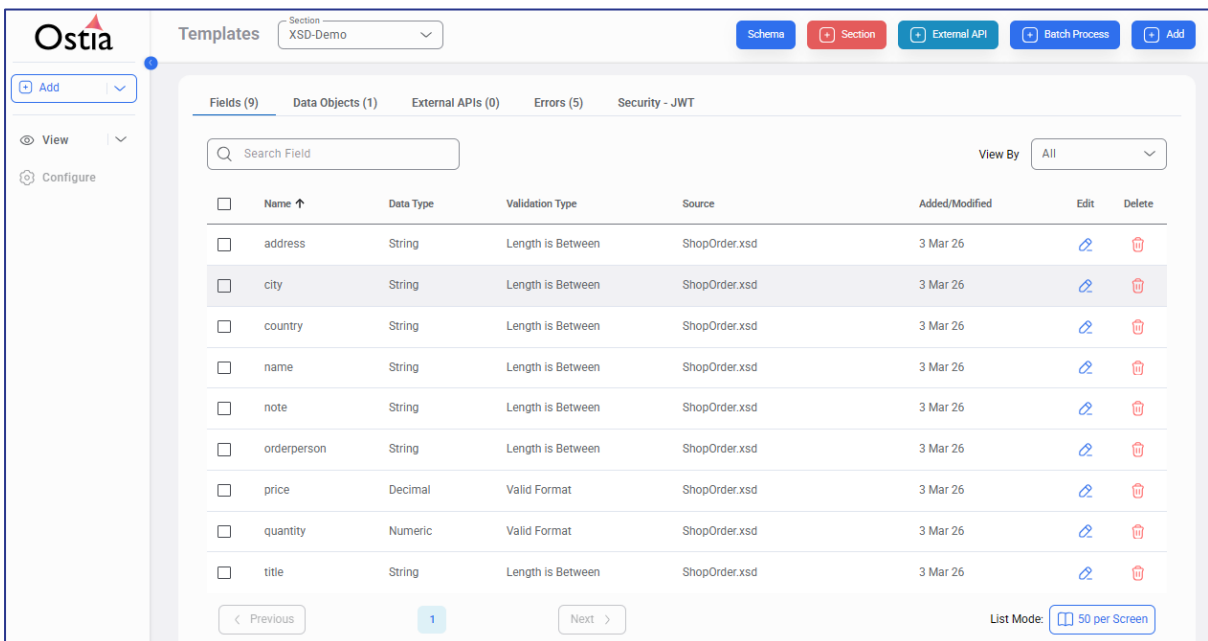 Ostia
Templates
Section
XSD-Demo
Schema
Section
External API
Batch Process
Add
Add
View
Configure
Fields (9) Data Objects (1) External APIs (0) Errors (5) Security - JWT
Search Field
View By All
Name Data Type Validation Type Source Added/Modified Edit Delete
address String Length is Between ShopOrder.xsd 3 Mar 26
city String Length is Between ShopOrder.xsd 3 Mar 26
country String Length is Between ShopOrder.xsd 3 Mar 26
name String Length is Between ShopOrder.xsd 3 Mar 26
note String Length is Between ShopOrder.xsd 3 Mar 26
orderperson String Length is Between ShopOrder.xsd 3 Mar 26
price Decimal Valid Format ShopOrder.xsd 3 Mar 26
quantity Numeric Valid Format ShopOrder.xsd 3 Mar 26
title String Length is Between ShopOrder.xsd 3 Mar 26
Previous 1 Next List Mode: 50 per Screen